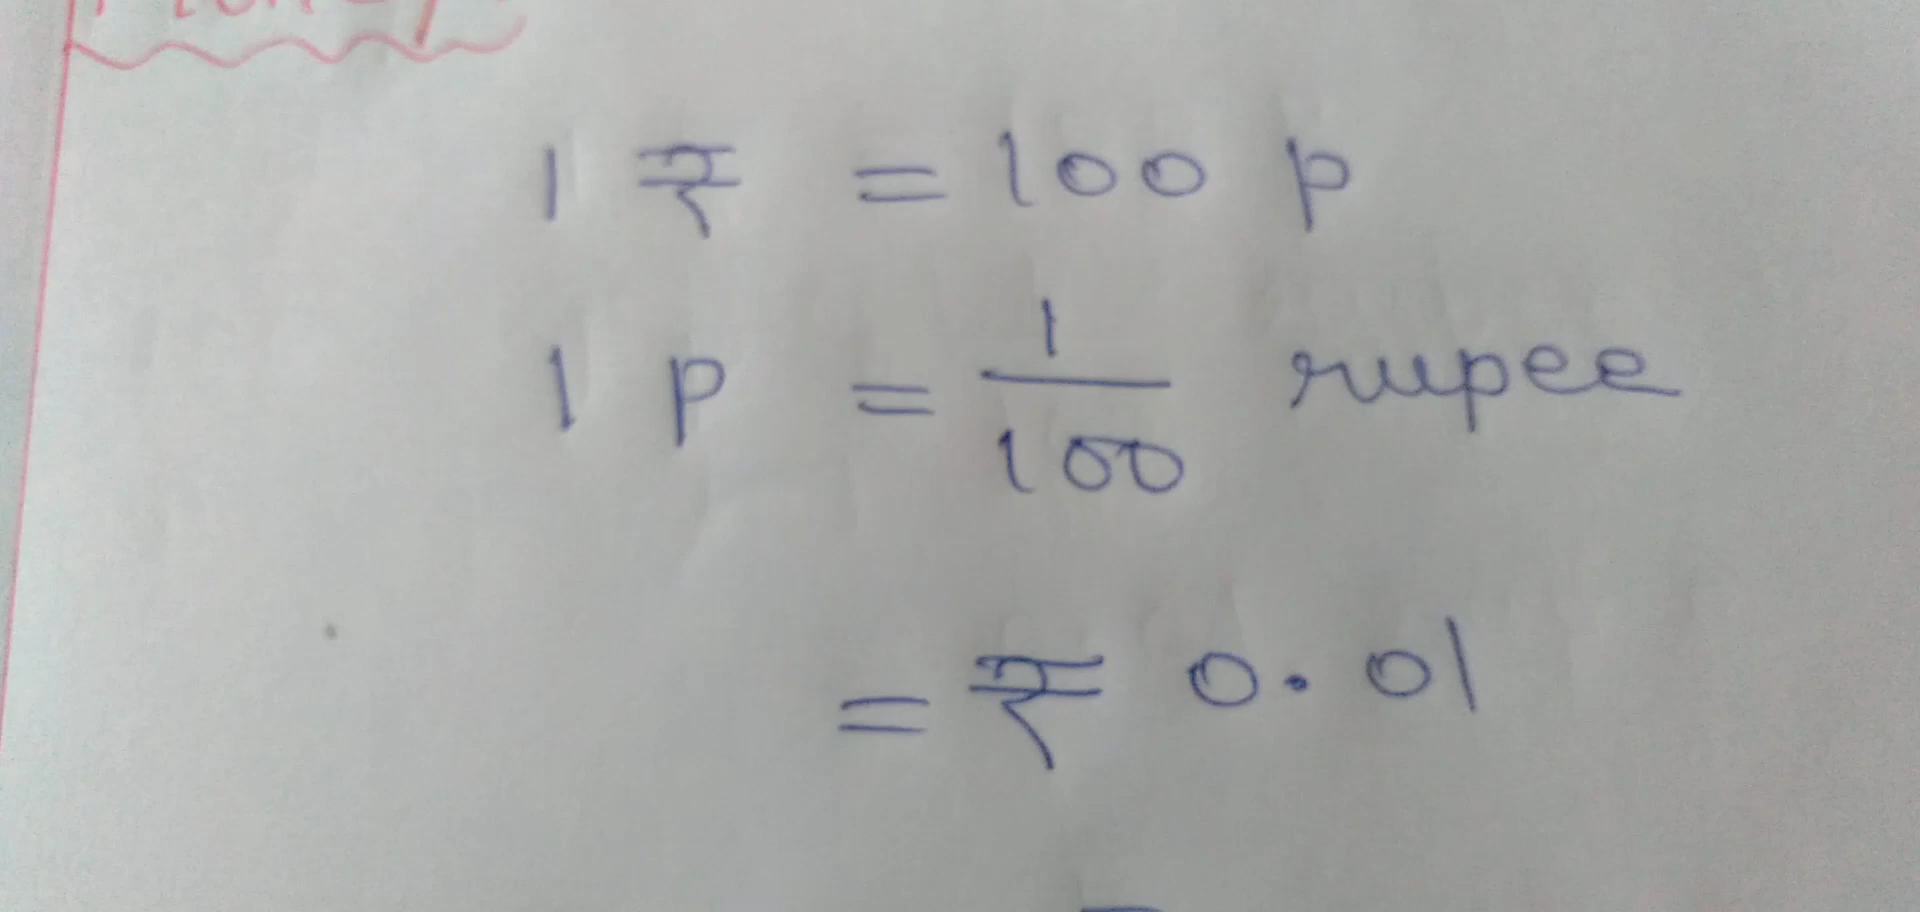 1 ₹ = 100 p
1 p = 1/100 rupee
= ₹ 0.01